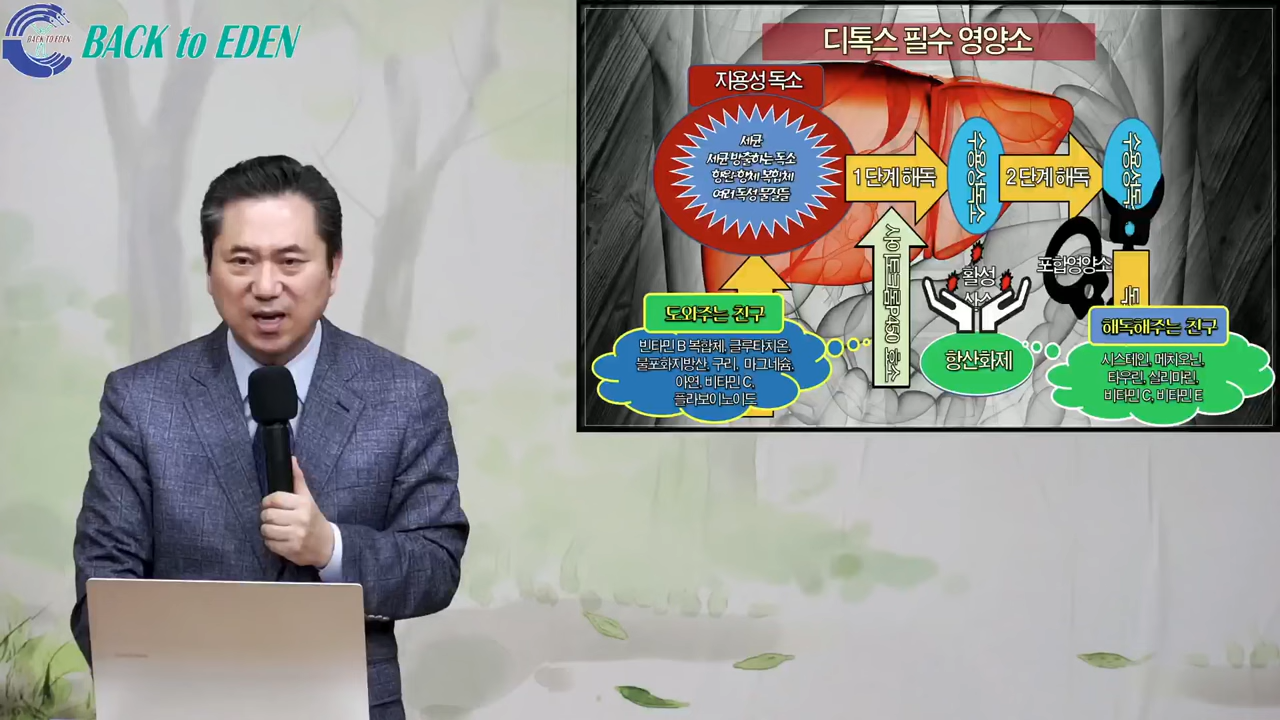 BACK TO EDEN
BACK to EDEN
디톡스 필수 영양소
지용성 독소
세균
세균 방출하는 독소
항원·항체 복합체
여러 독성 물질들
1단계 해독
수용성독소
2단계 해독
수용성독
사이토크롬P450 효소
활성
산소
포합영양소
독
도와주는 친구
빈타민 B 복합체, 글루타치온,
불포화지방산, 구리, 마그네슘,
아연, 비타민 C,
플라보이노이드
항산화제
해독해주는 친구
시스테인, 메치오닌,
타우린, 실리마린,
비타민 C, 비타민 E